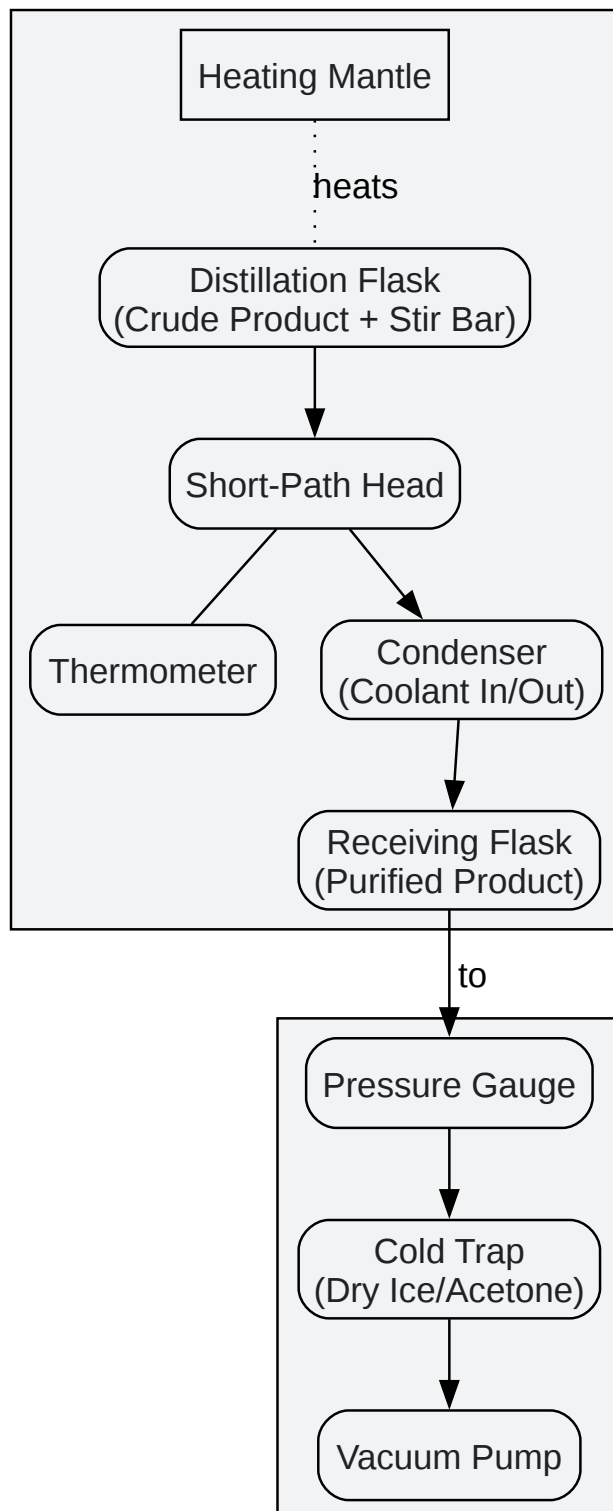 Heating Mantle
heats
Distillation Flask
(Crude Product + Stir Bar)
Short-Path Head
Thermometer
Condenser
(Coolant In/Out)
Receiving Flask
(Purified Product)
to
Pressure Gauge
Cold Trap
(Dry Ice/Acetone)
Vacuum Pump